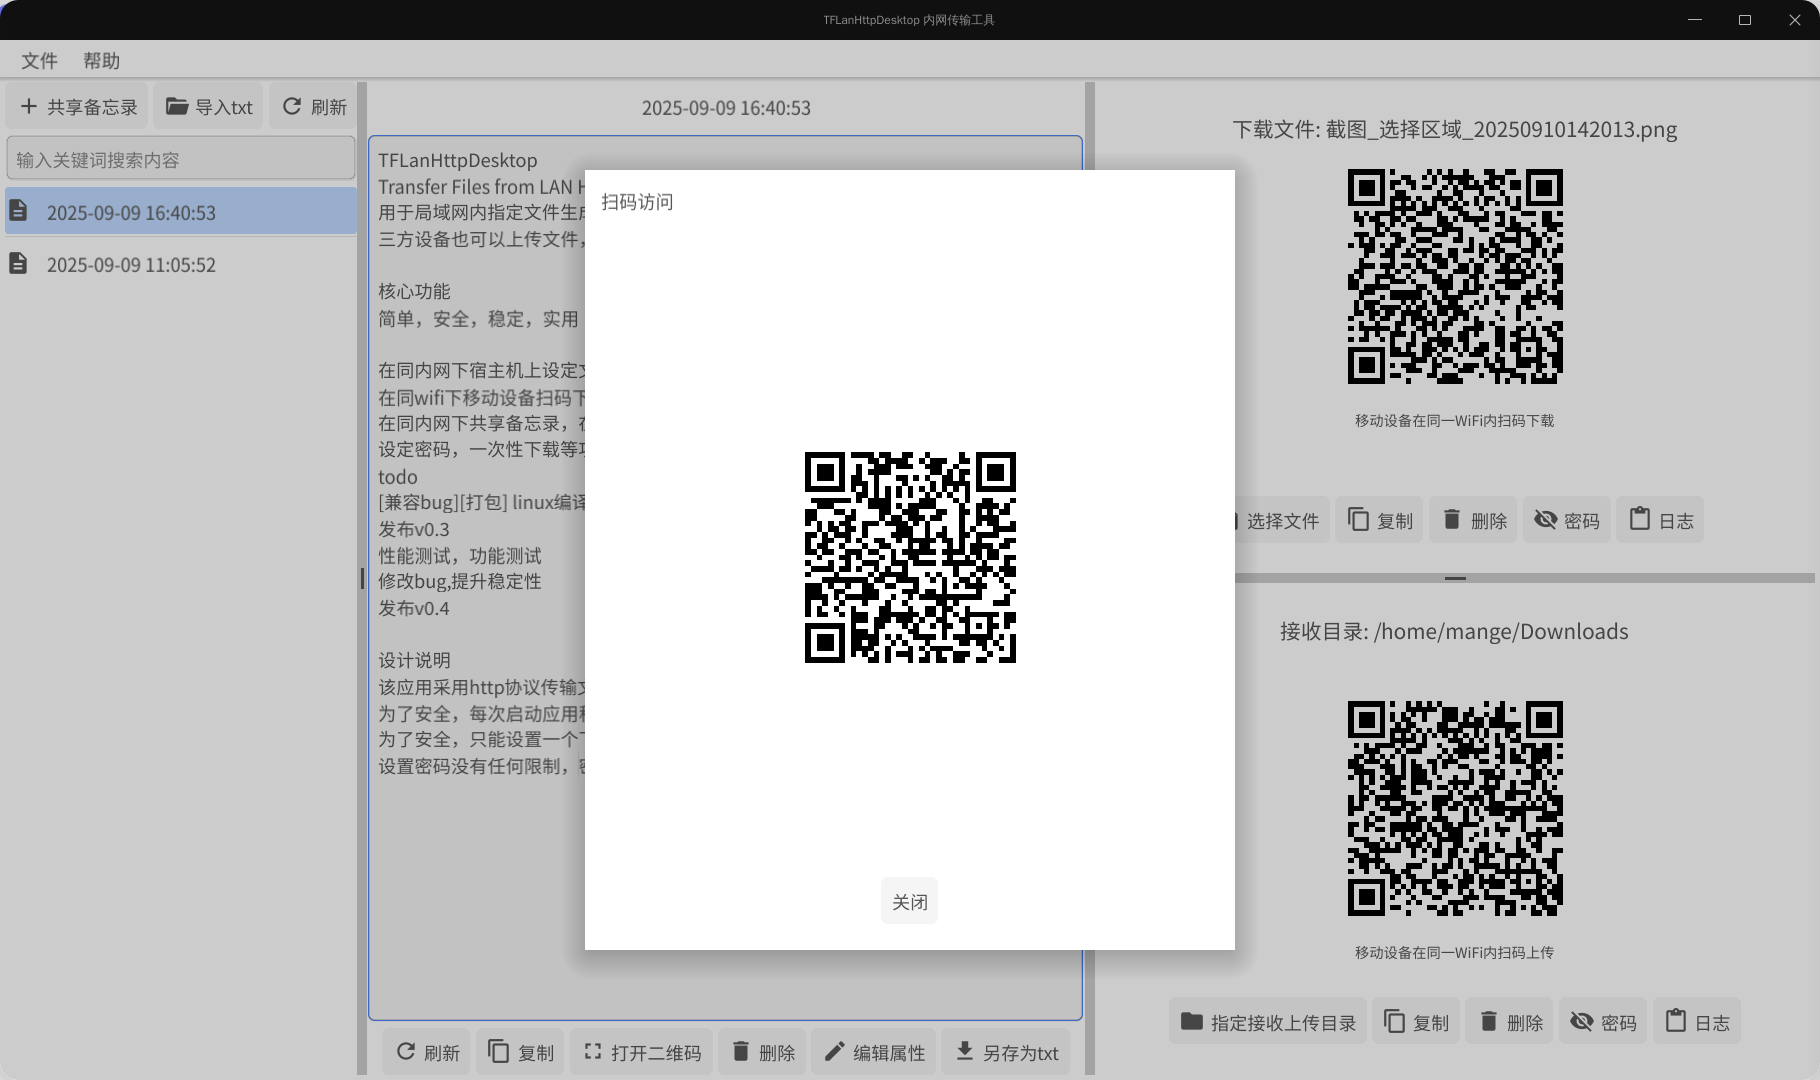 TFLanHttpDesktop 内网传输工具
文件 帮助
共享备忘录 导入txt 刷新
输入关键词搜索内容
2025-09-09 16:40:53
2025-09-09 11:05:52
2025-09-09 16:40:53
TFLanHttpDesktop
Transfer Files from LAN
用于局域网内指定文件生
三方设备也可以上传文件，
核心功能
简单，安全，稳定，实用
在同内网下宿主机上设定
在同wifi下移动设备扫码下
在同内网下共享备忘录，
设定密码，一次性下载等
todo
[兼容bug][打包] linux编译
发布v0.3
性能测试，功能测试
修改bug,提升稳定性
发布v0.4
设计说明
该应用采用http协议传输
为了安全，每次启动应用
为了安全，只能设置一个
设置密码没有任何限制，
刷新 复制 打开二维码 删除 编辑属性 另存为txt
扫码访问
关闭
下载文件: 截图_选择区域_20250910142013.png
移动设备在同一WiFi内扫码下载
选择文件 复制 删除 密码 日志
接收目录: /home/mange/Downloads
移动设备在同一WiFi内扫码上传
指定接收上传目录 复制 删除 密码 日志